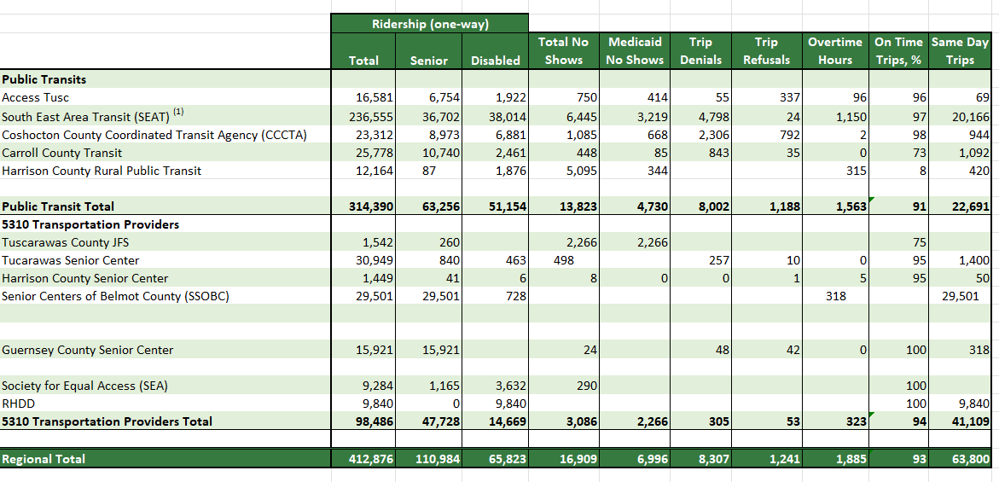 Ridership (one-way)
Total Senior Disabled Total No Shows Medicaid No Shows Trip Denials Trip Refusals Overtime Hours On Time Trips, % Same Day Trips
Public Transits
Access Tusc 16,581 6,754 1,922 750 414 55 337 96 96 69
South East Area Transit (SEAT) (1) 236,555 36,702 38,014 6,445 3,219 4,798 24 1,150 97 20,166
Coshocton County Coordinated Transit Agency (CCCTA) 23,312 8,973 6,881 1,085 668 2,306 792 2 98 944
Carroll County Transit 25,778 10,740 2,461 448 85 843 35 0 73 1,092
Harrison County Rural Public Transit 12,164 87 1,876 5,095 344 315 8 420
Public Transit Total 314,390 63,256 51,154 13,823 4,730 8,002 1,188 1,563 91 22,691
5310 Transportation Providers
Tuscarawas County JFS 1,542 260 2,266 2,266 75
Tucarawas Senior Center 30,949 840 463 498 257 10 0 95 1,400
Harrison County Senior Center 1,449 41 6 8 0 0 1 5 95 50
Senior Centers of Belmot County (SSOBC) 29,501 29,501 728 318 29,501
Guernsey County Senior Center 15,921 15,921 24 48 42 0 100 318
Society for Equal Access (SEA) 9,284 1,165 3,632 290 100
RHDD 9,840 0 9,840 100 9,840
5310 Transportation Providers Total 98,486 47,728 14,669 3,086 2,266 305 53 323 94 41,109
Regional Total 412,876 110,984 65,823 16,909 6,996 8,307 1,241 1,885 93 63,800